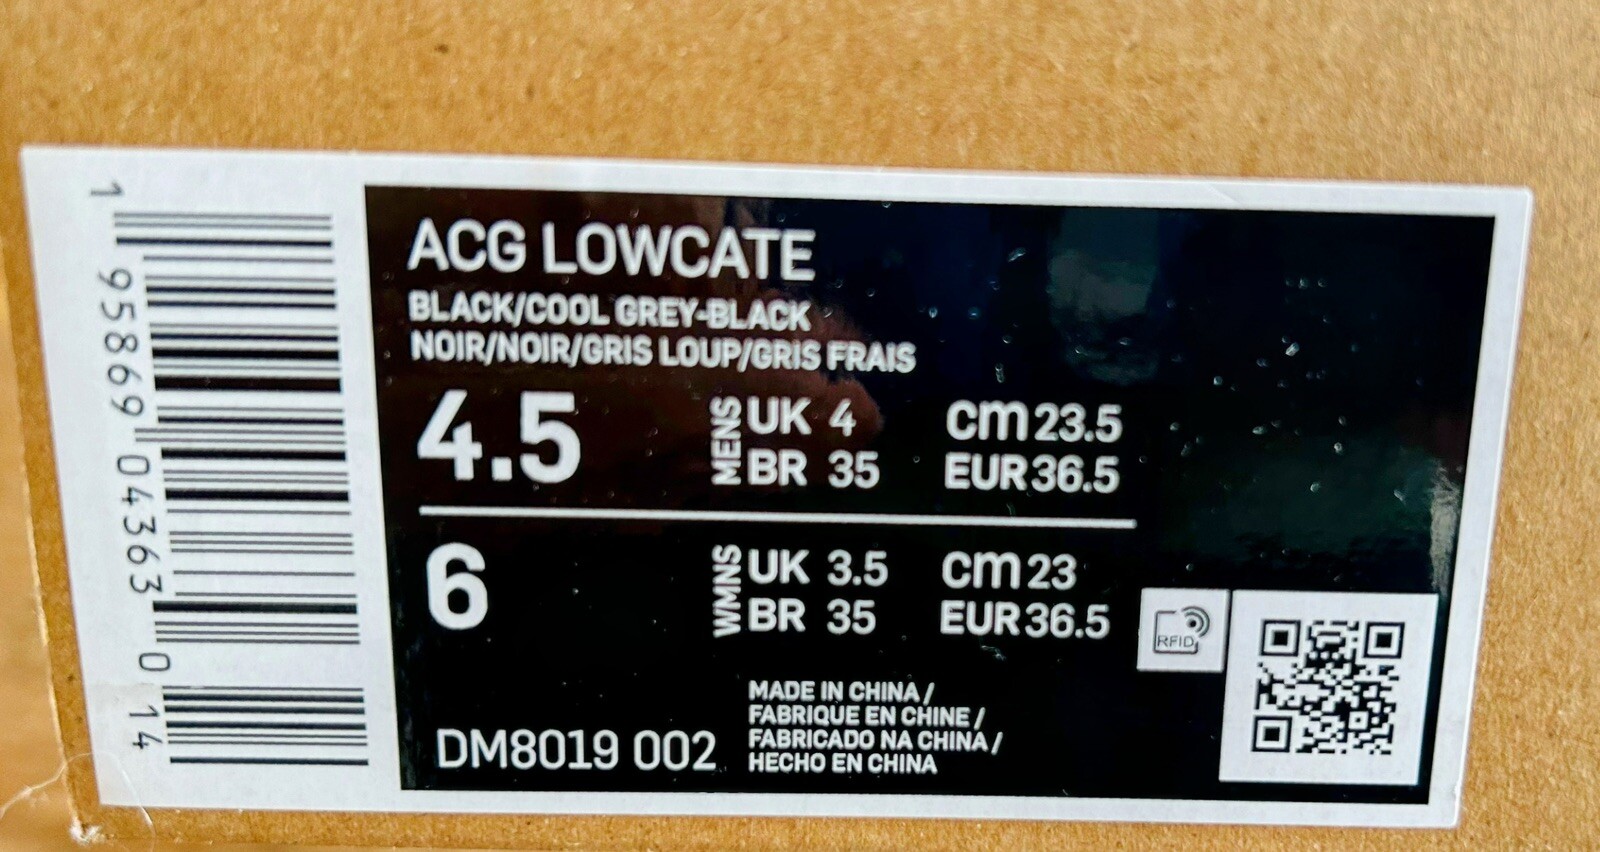 1 95869 04363 0 14
ACG LOWCATE
BLACK/COOL GREY-BLACK
NOIR/NOIR/GRIS LOUP/GRIS FRAIS
4.5 MENS UK 4 cm 23.5
BR 35 EUR 36.5
6 WMNS UK 3.5 cm 23
BR 35 EUR 36.5
RFID
DM8019 002
MADE IN CHINA /
FABRIQUE EN CHINE /
FABRICADO NA CHINA /
HECHO EN CHINA